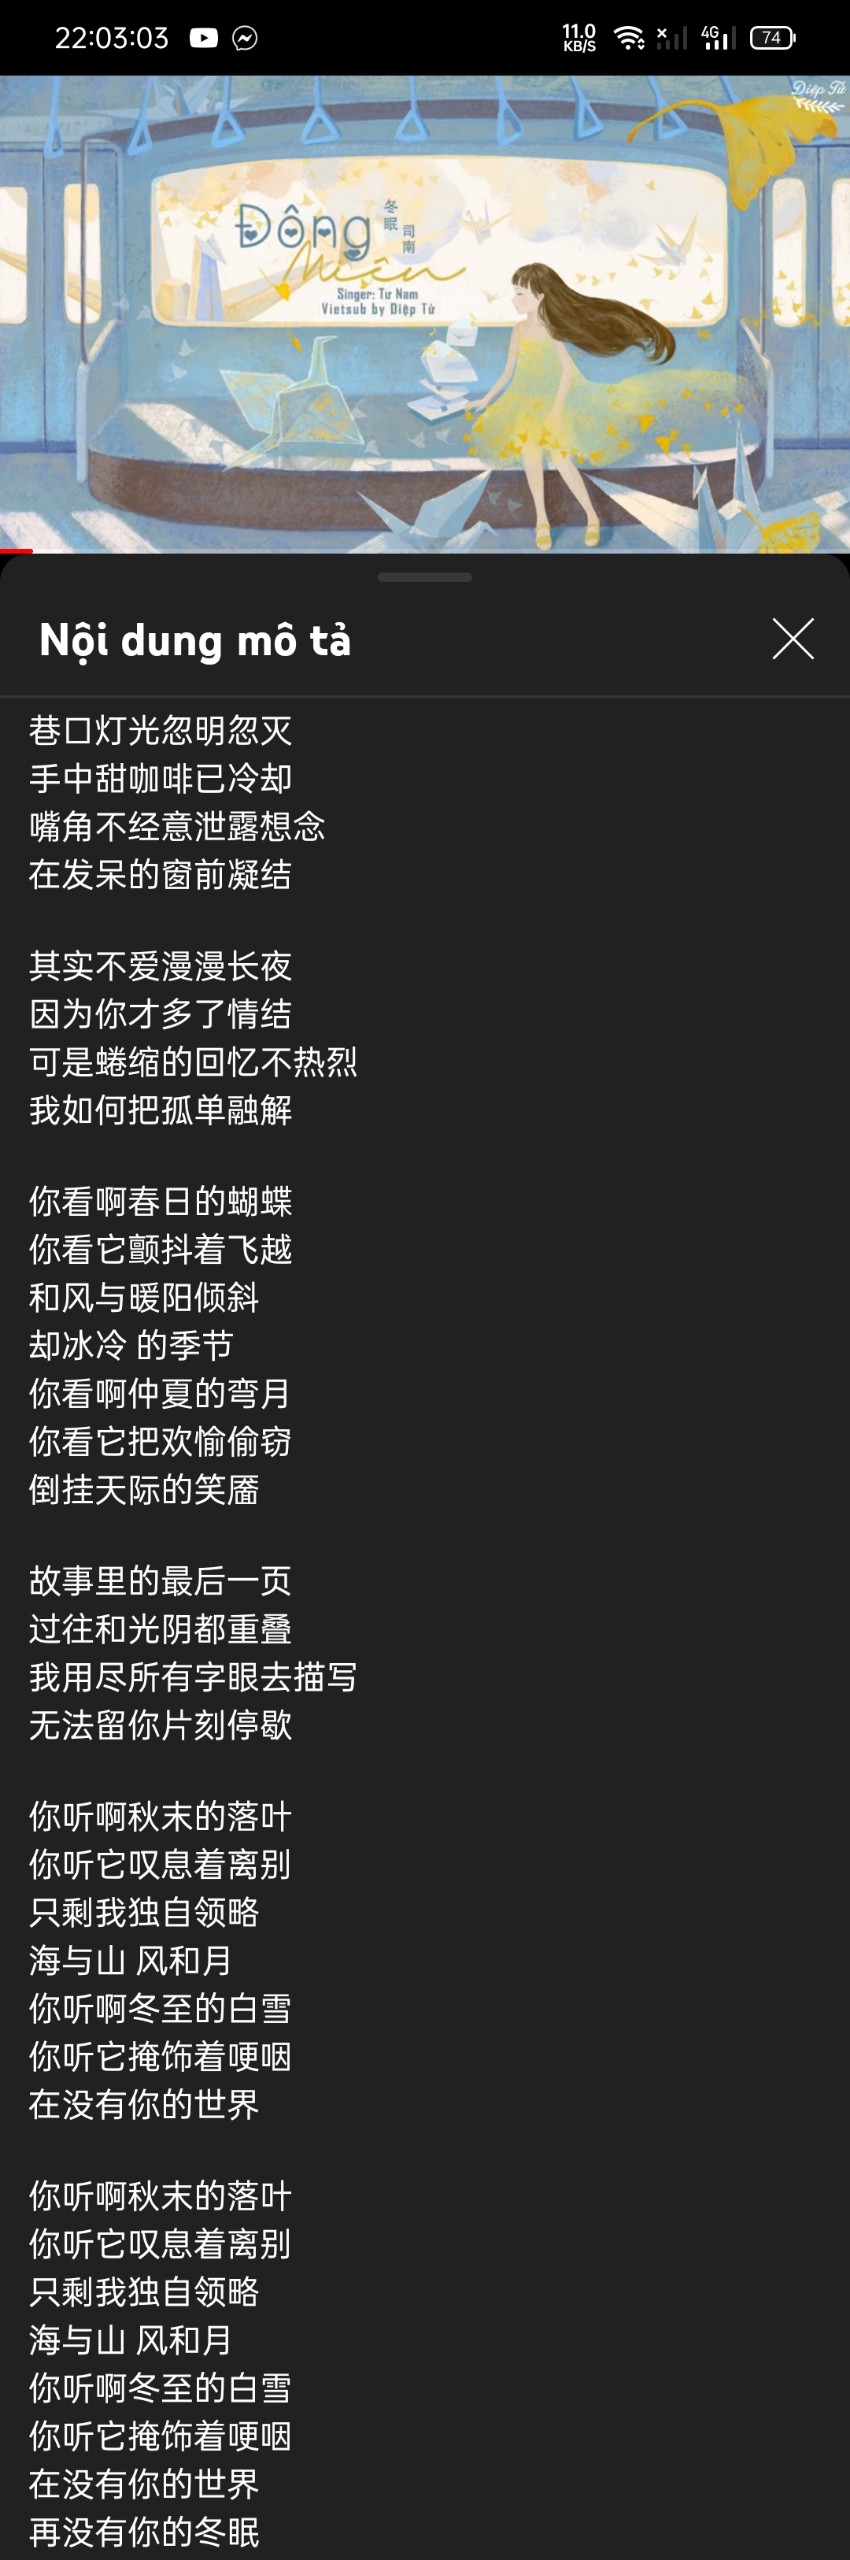 22:03:03
11.0
KB/S
4G
74
Diệp Tử
Đông
冬眠
司南
Miên
Singer: Tư Nam
Vietsub by Diệp Tử
Nội dung mô tả
巷口灯光忽明忽灭
手中甜咖啡已冷却
嘴角不经意泄露想念
在发呆的窗前凝结
其实不爱漫漫长夜
因为你才多了情结
可是蜷缩的回忆不热烈
我如何把孤单融解
你看啊春日的蝴蝶
你看它颤抖着飞越
和风与暖阳倾斜
却冰冷 的季节
你看啊仲夏的弯月
你看它把欢愉偷窃
倒挂天际的笑靥
故事里的最后一页
过往和光阴都重叠
我用尽所有字眼去描写
无法留你片刻停歇
你听啊秋末的落叶
你听它叹息着离别
只剩我独自领略
海与山 风和月
你听啊冬至的白雪
你听它掩饰着哽咽
在没有你的世界
你听啊秋末的落叶
你听它叹息着离别
只剩我独自领略
海与山 风和月
你听啊冬至的白雪
你听它掩饰着哽咽
在没有你的世界
再没有你的冬眠